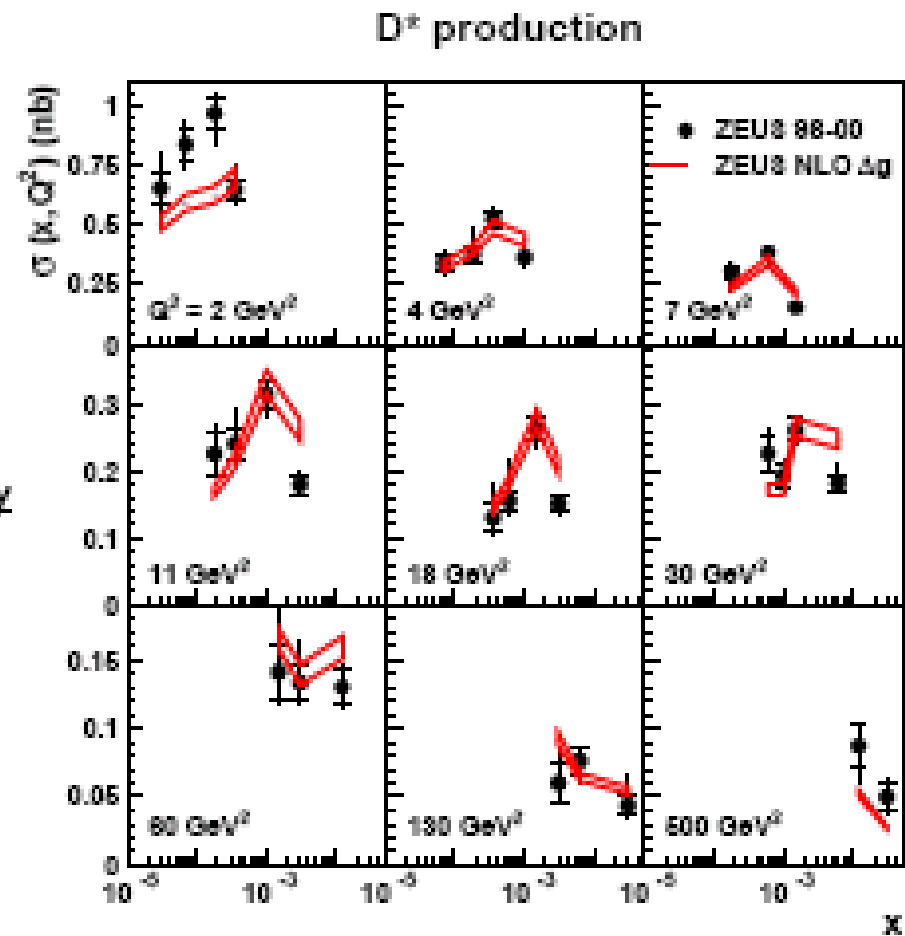 D* production
σ (x, Q²) (nb)
1
0.75
0.5
0.25
0
ZEUS 98-00
ZEUS NLO Δg
Q² = 2 GeV²
4 GeV²
7 GeV²
0.3
0.2
0.1
0
11 GeV²
18 GeV²
30 GeV²
0.15
0.1
0.05
0
60 GeV²
130 GeV²
500 GeV²
10⁻⁵ 10⁻³ 10⁻⁵ 10⁻³ 10⁻⁵ 10⁻³
x